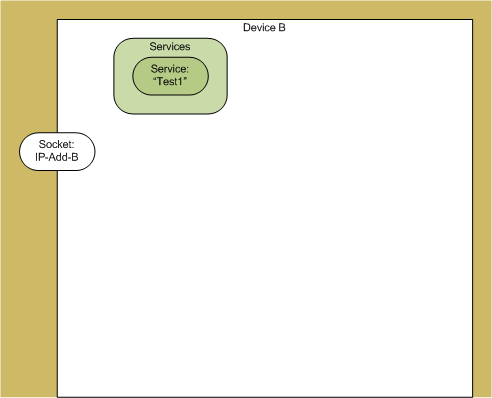 Device B
Services
Service:
“Test1”
Socket:
IP-Add-B